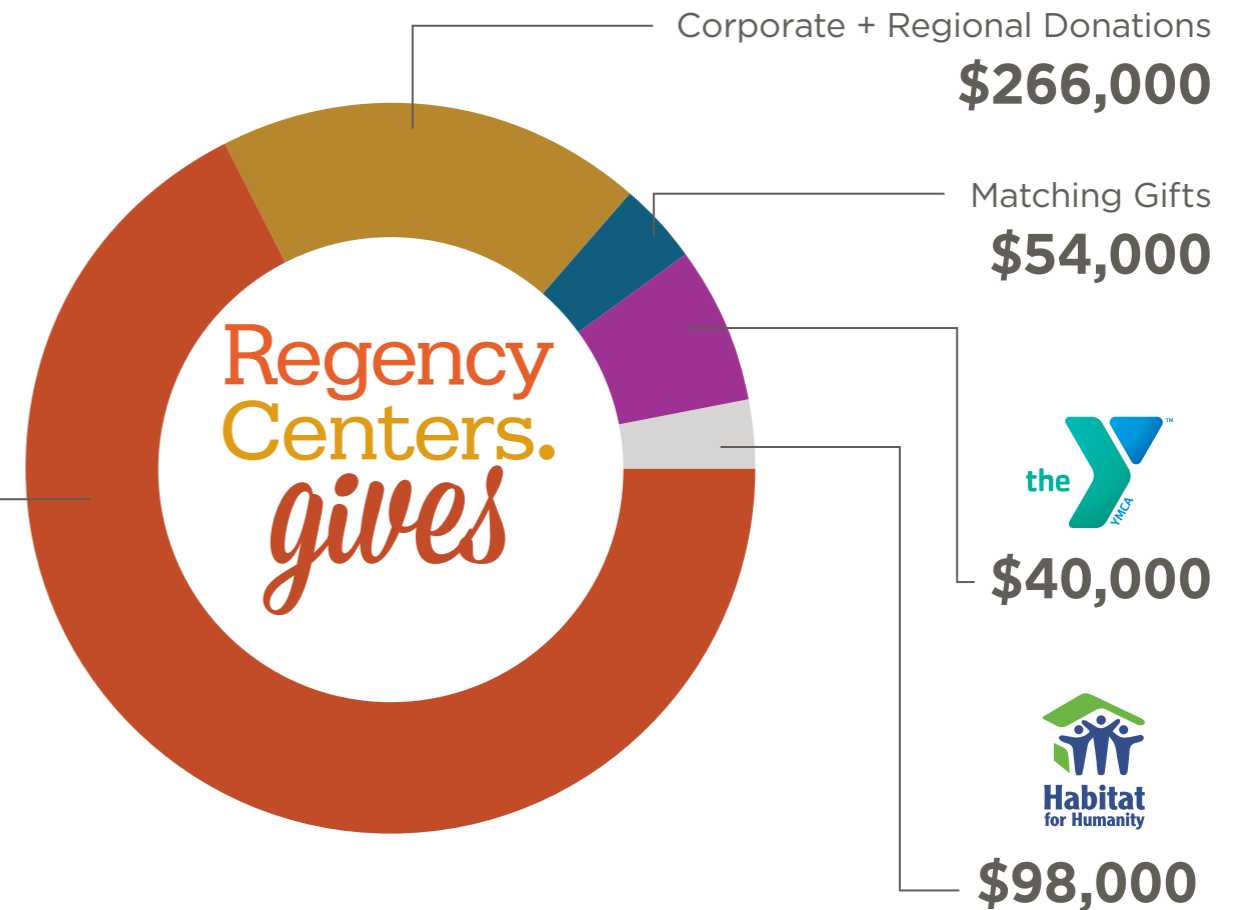 Corporate + Regional Donations
$266,000
Matching Gifts
$54,000
Regency
Centers.
gives
the
YMCA
™
$40,000
Habitat
for Humanity
$98,000